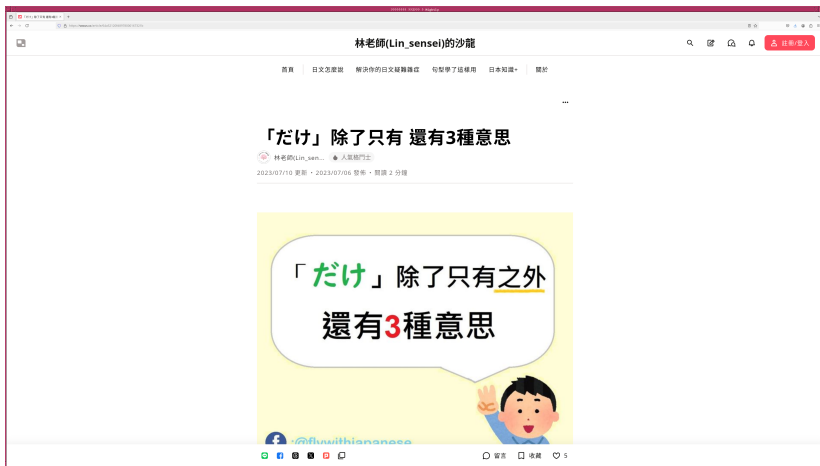 林老師(Lin_sensei)的沙龍
註冊/登入
首頁
日文怎麼說
解決你的日文疑難雜症
句型學了這樣用
日本知識+
關於
「だけ」除了只有 還有3種意思
林老師(Lin_sen...
人氣格鬥士
2023/07/10 更新・2023/07/06 發佈・閱讀 2 分鐘
「だけ」除了只有之外
還有3種意思
:@flywithjapanese
留言
收藏
5